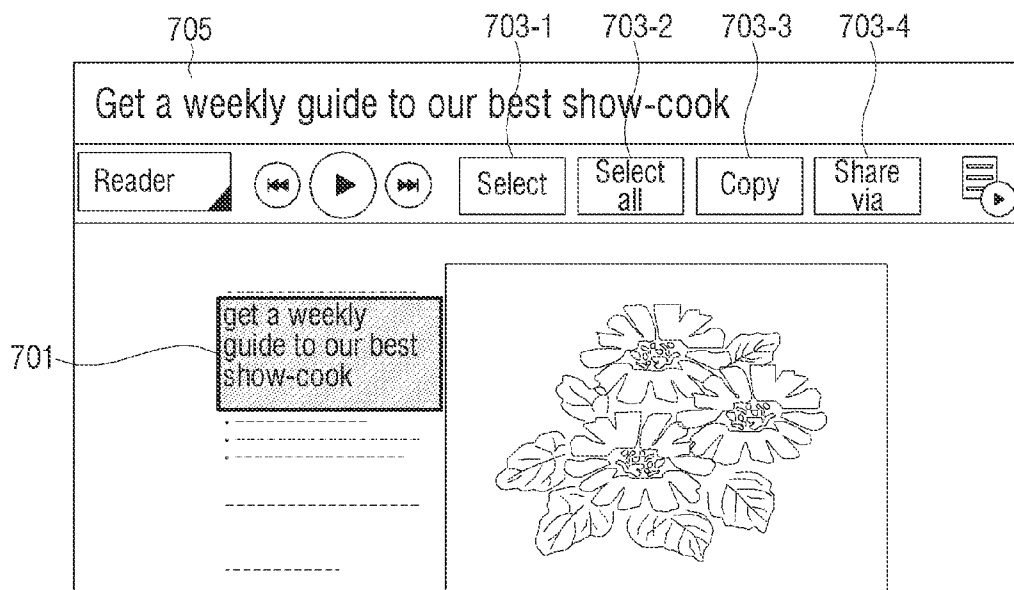 705 703-1 703-2 703-3 703-4
Get a weekly guide to our best show-cook
Reader Select Select all Copy Share via
701
get a weekly
guide to our best
show-cook